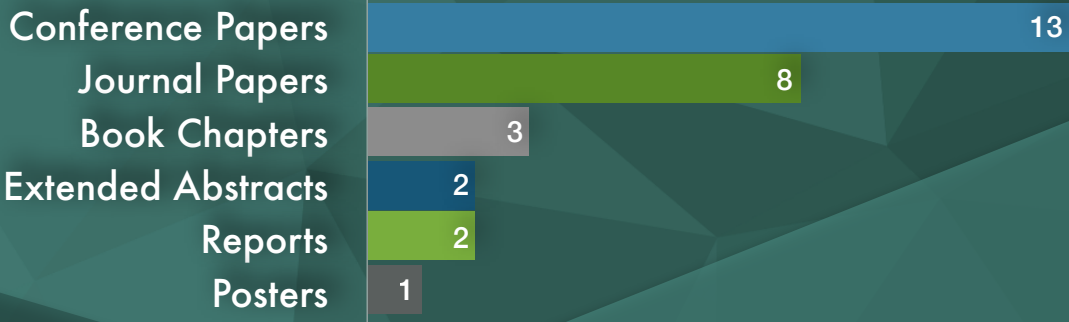 Conference Papers 13
Journal Papers 8
Book Chapters 3
Extended Abstracts 2
Reports 2
Posters 1